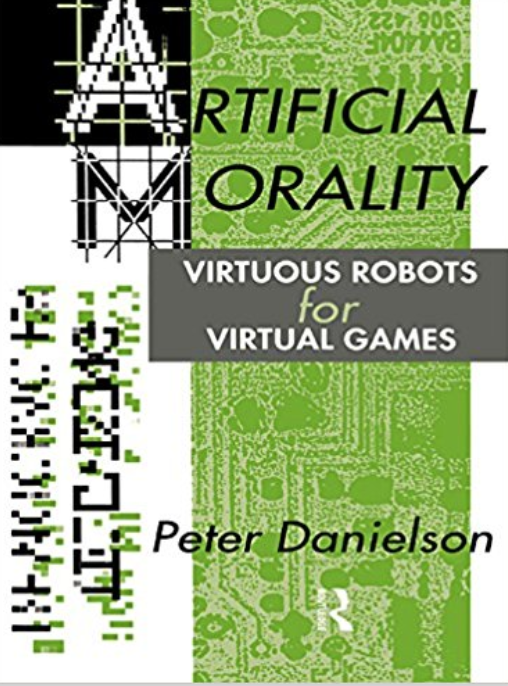 ARTIFICIAL
MORALITY
VIRTUOUS ROBOTS
for
VIRTUAL GAMES
Peter Danielson
R